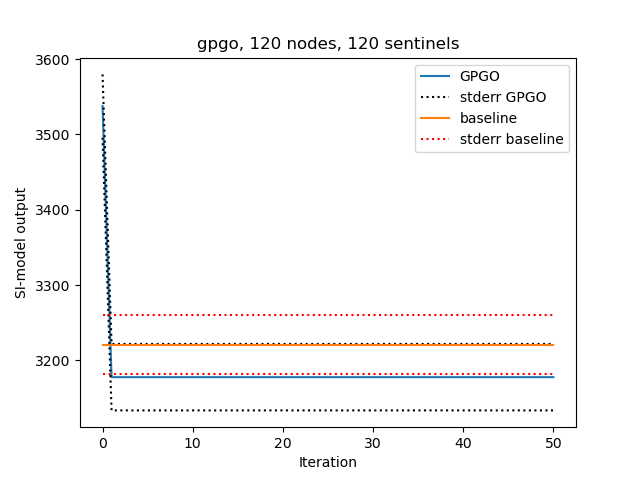 gpgo, 120 nodes, 120 sentinels
3600
3500
3400
3300
3200
SI-model output
GPGO
stderr GPGO
baseline
stderr baseline
0 10 20 30 40 50
Iteration